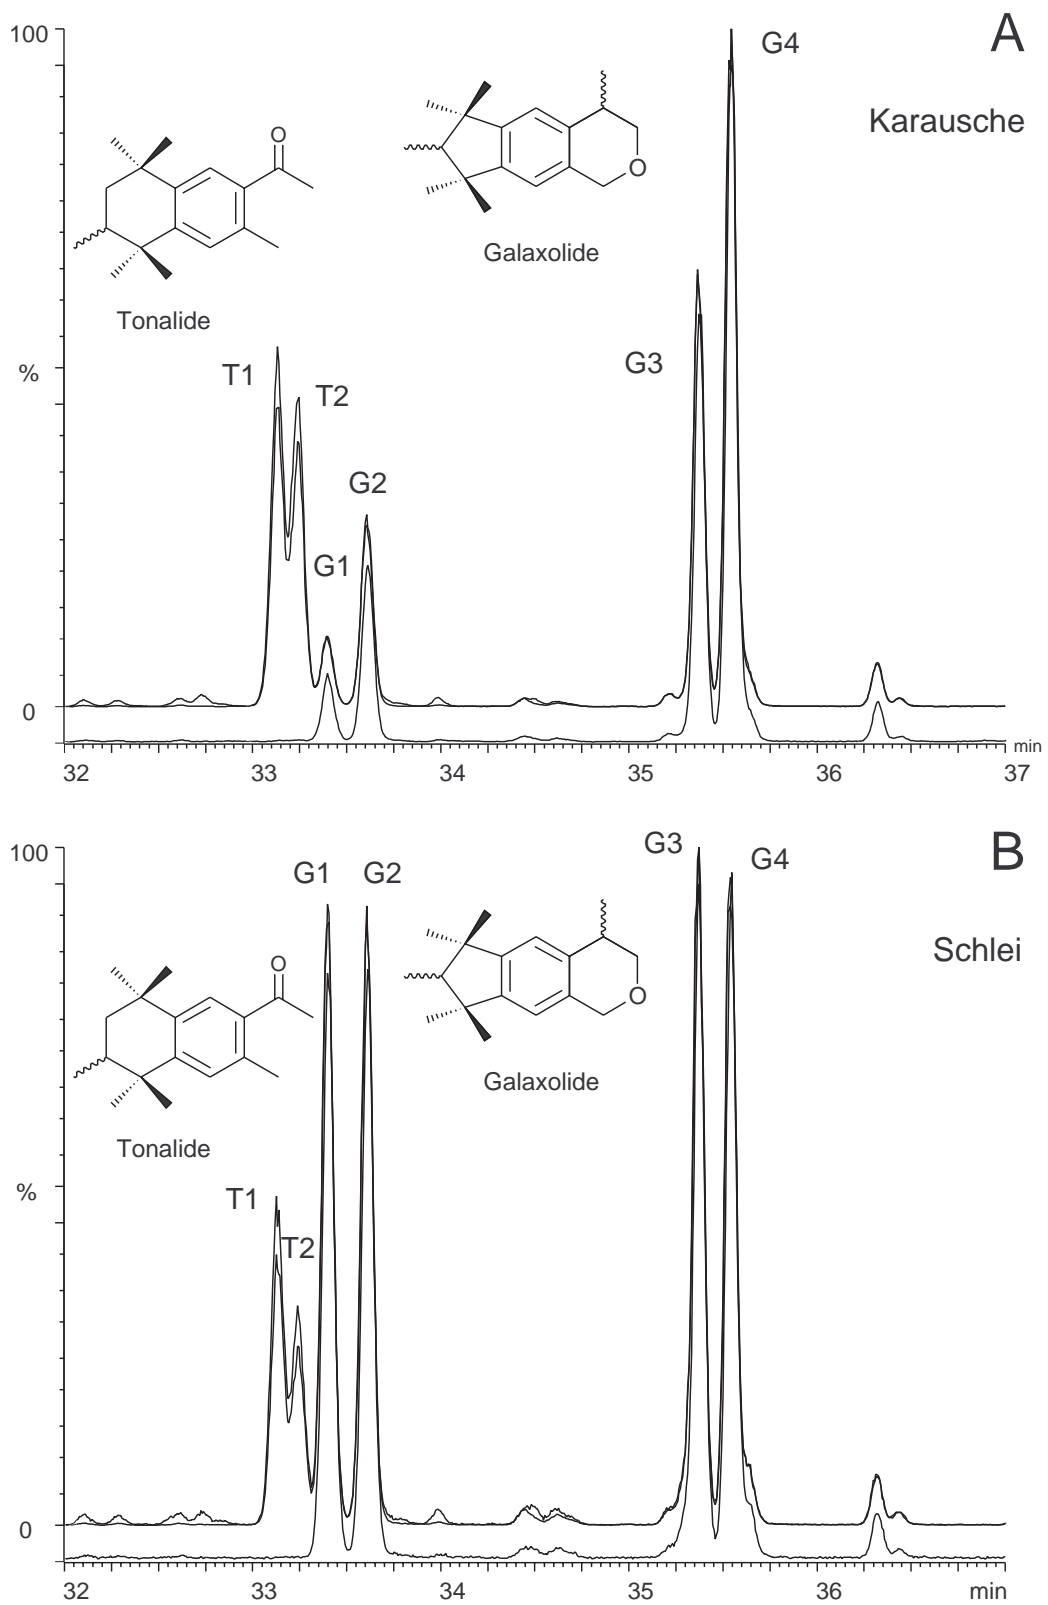 A
100
G4
Karausche
O
O
Galaxolide
Tonalide
G3
%
T1
T2
G2
G1
0
min
32 33 34 35 36 37
B
100
G3
G4
G1 G2
Schlei
O
O
Galaxolide
Tonalide
%
T1
T2
0
32 33 34 35 36 min